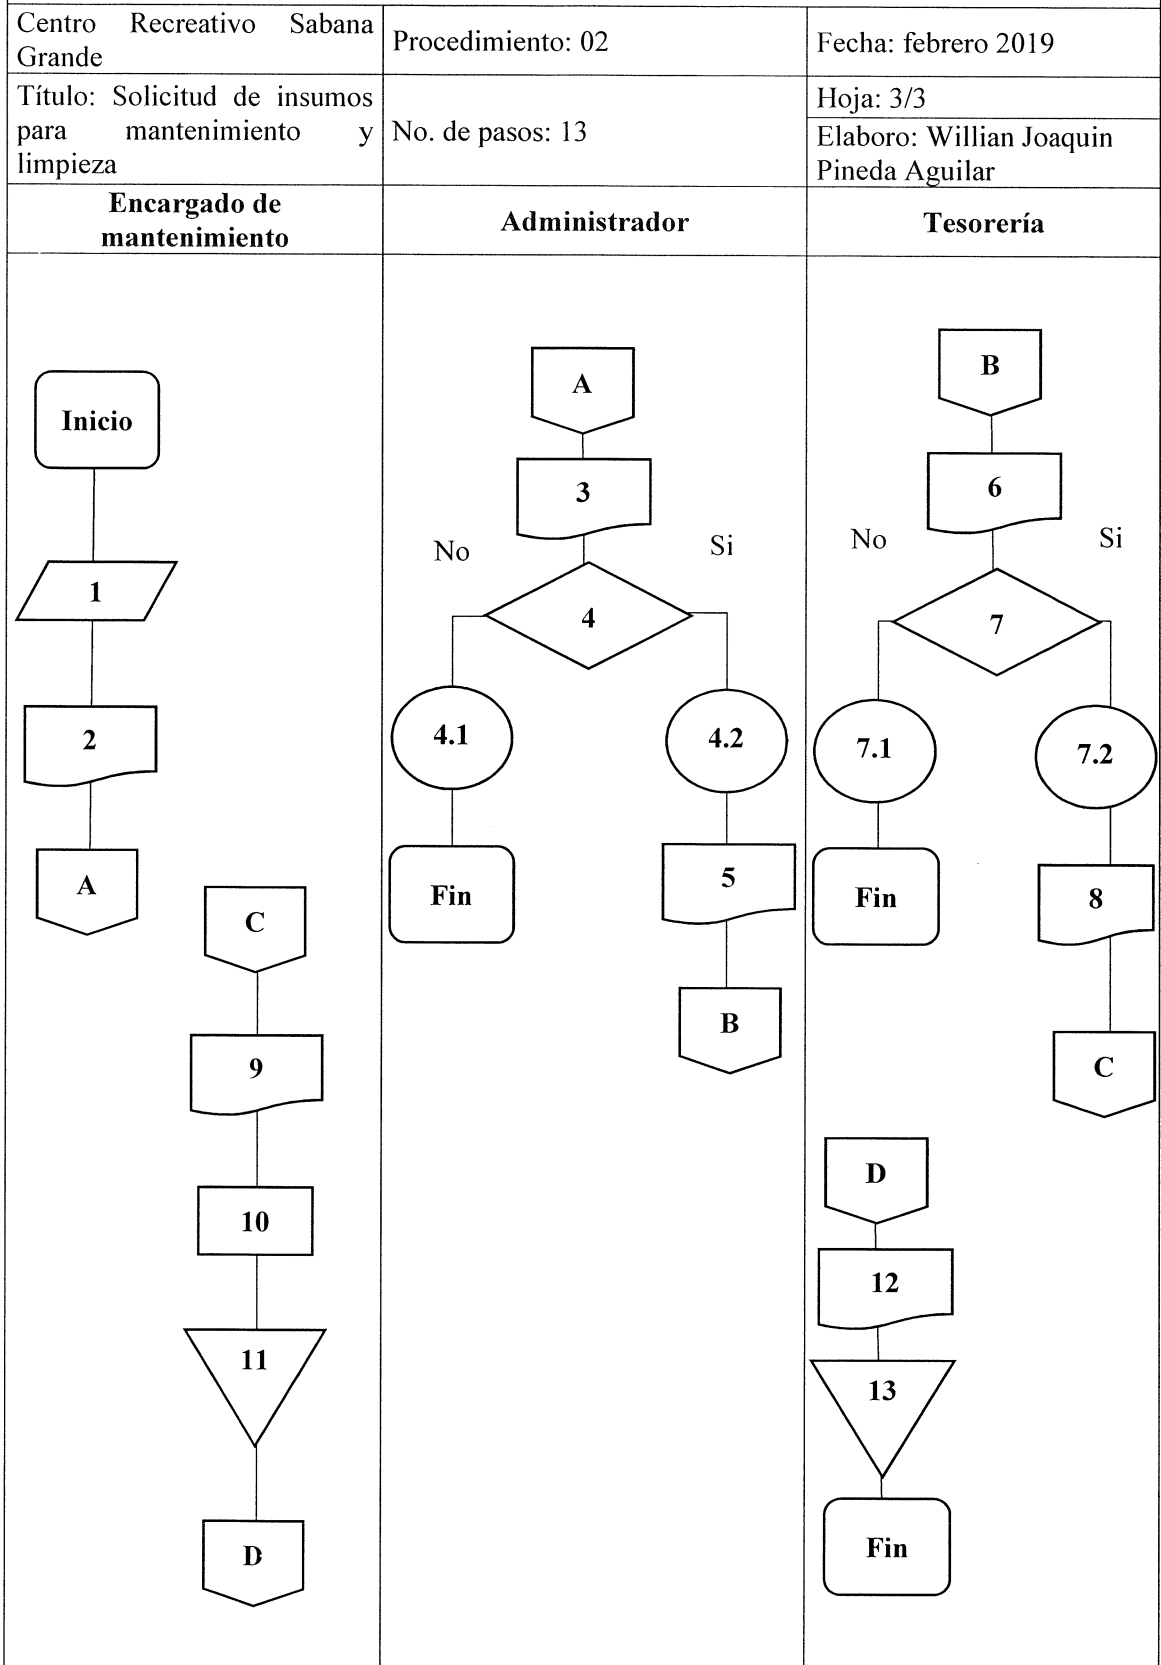 Centro Recreativo Sabana
Grande
Procedimiento: 02
Fecha: febrero 2019
Título: Solicitud de insumos
para mantenimiento y
limpieza
No. de pasos: 13
Hoja: 3/3
Elaboro: Willian Joaquin
Pineda Aguilar
Encargado de
mantenimiento
Administrador
Tesorería
Inicio
1
2
A
C
9
10
11
D
A
3
No
Si
4
4.1
4.2
Fin
5
B
B
6
No
Si
7
7.1
7.2
Fin
8
C
D
12
13
Fin